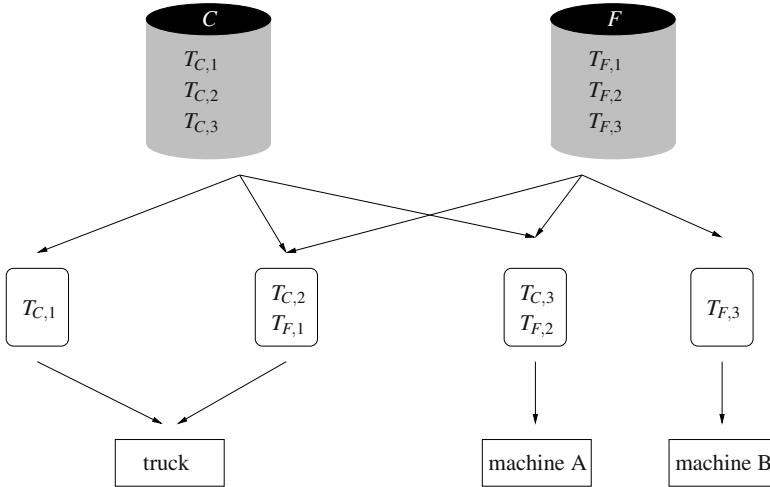 C
F
T_{C,1}
T_{C,2}
T_{C,3}
T_{F,1}
T_{F,2}
T_{F,3}
T_{C,1}
T_{C,2}
T_{F,1}
T_{C,3}
T_{F,2}
T_{F,3}
truck
machine A
machine B